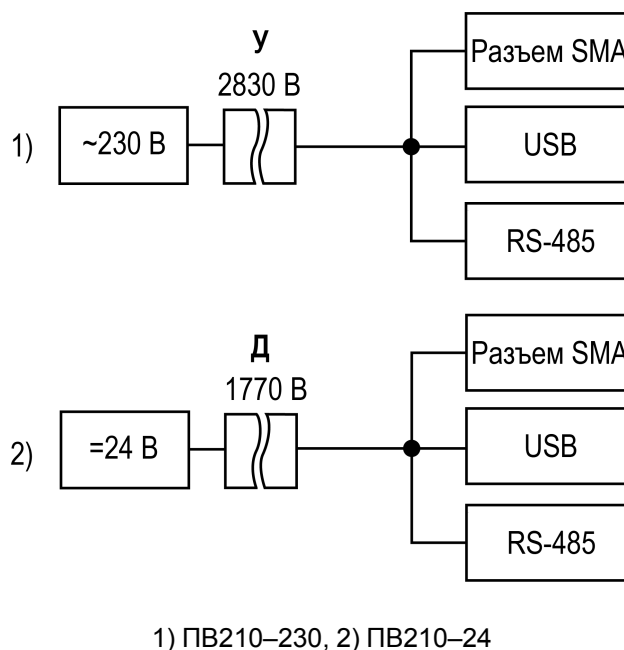 У
2830 В
1)
~230 В
Разъем SMA
USB
RS-485
Д
1770 В
2)
=24 В
Разъем SMA
USB
RS-485
1) ПВ210–230, 2) ПВ210–24